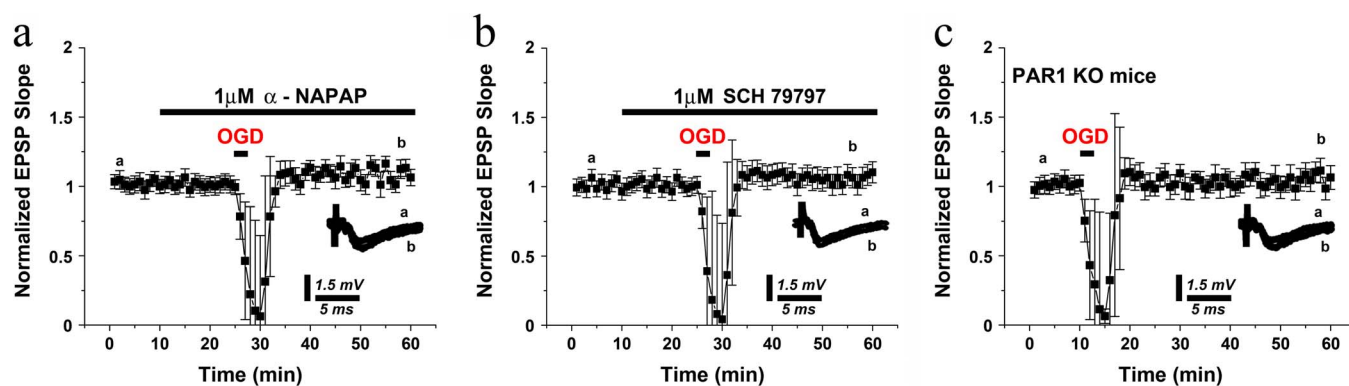 a
Normalized EPSP Slope
2
1.5
1
0.5
0
1μM α - NAPAP
OGD
a
b
a
b
1.5 mV
5 ms
0 10 20 30 40 50 60
Time (min)
b
Normalized EPSP Slope
2
1.5
1
0.5
0
1μM SCH 79797
OGD
a
b
a
b
1.5 mV
5 ms
0 10 20 30 40 50 60
Time (min)
c
Normalized EPSP Slope
2
1.5
1
0.5
0
PAR1 KO mice
OGD
a
b
a
b
1.5 mV
5 ms
0 10 20 30 40 50 60
Time (min)